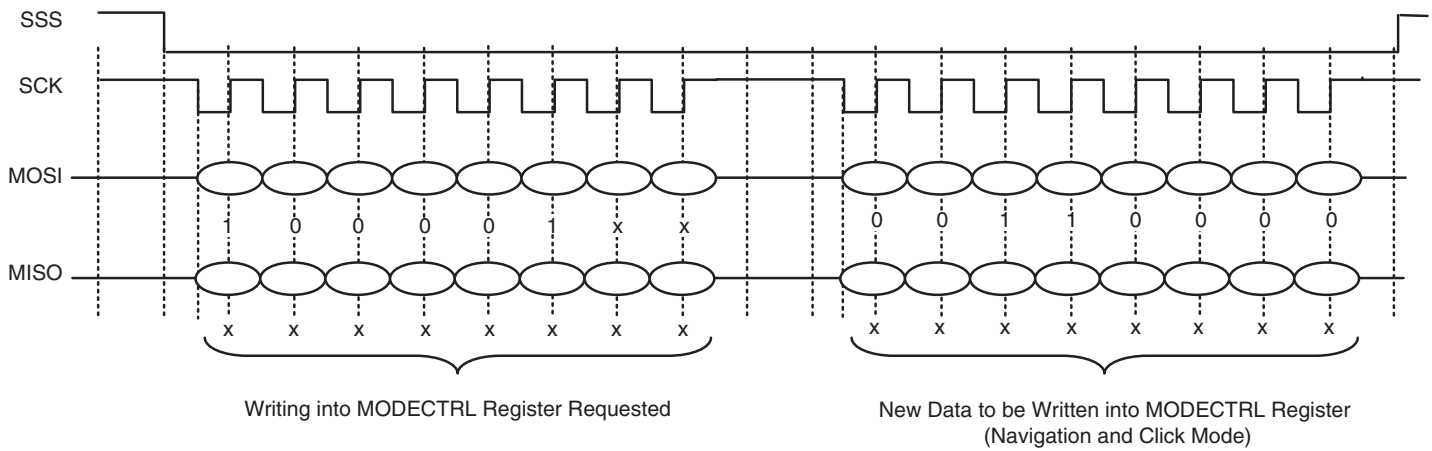 SSS
SCK
MOSI
1 0 0 0 0 1 x x 0 0 1 1 0 0 0 0
MISO
x x x x x x x x x x x x x x x x
Writing into MODECTRL Register Requested
New Data to be Written into MODECTRL Register
(Navigation and Click Mode)